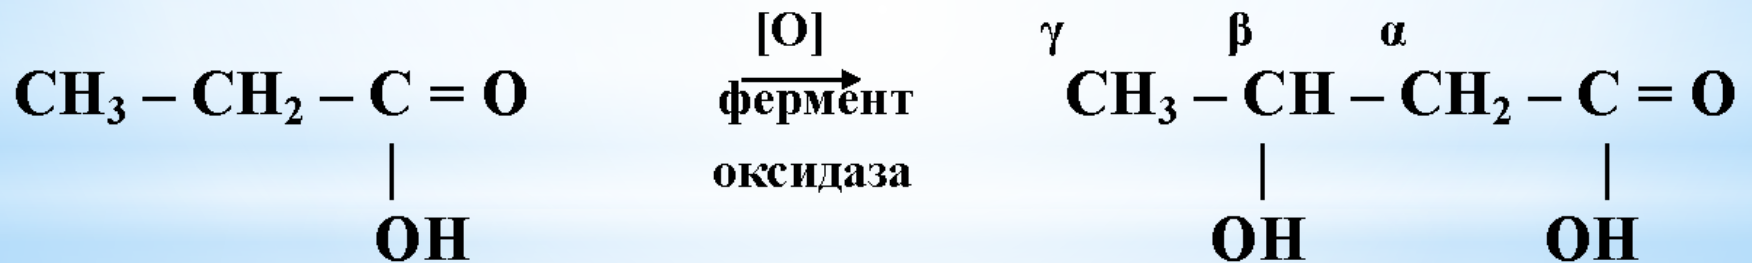 [O] γ β α
CH₃ – CH₂ – C = O фермент CH₃ – CH – CH₂ – C = O
| оксидаза | |
OH OH OH